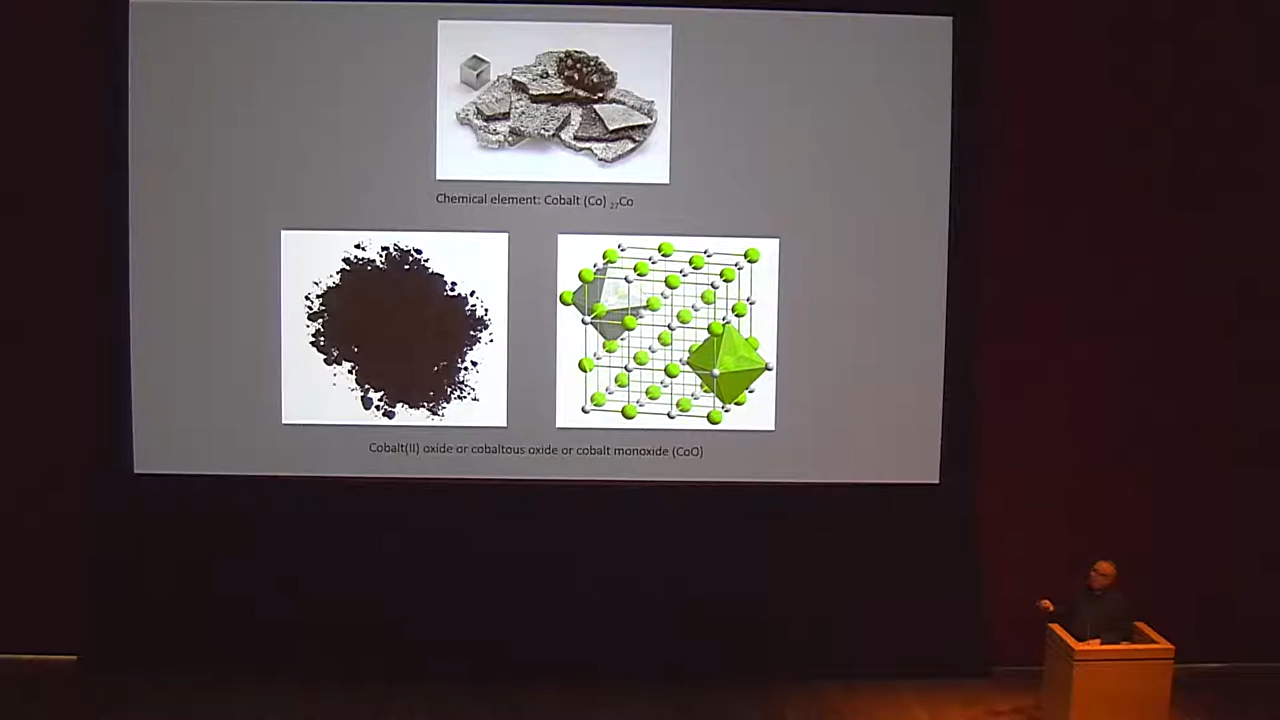 Chemical element: Cobalt (Co) ₂₇Co
Cobalt(II) oxide or cobaltous oxide or cobalt monoxide (CoO)